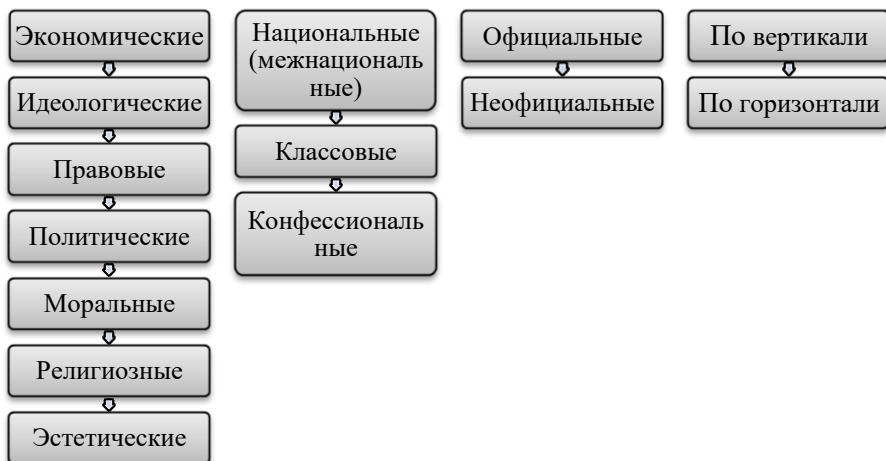 Экономические
Идеологические
Правовые
Политические
Моральные
Религиозные
Эстетические
Национальные
(межнациональ
ные)
Классовые
Конфессиональ
ные
Официальные
Неофициальные
По вертикали
По горизонтали